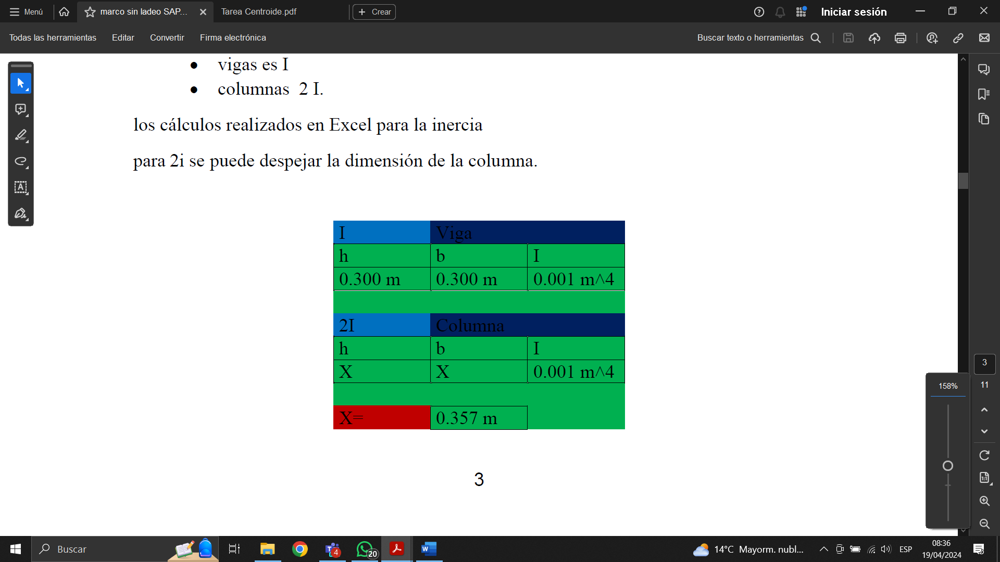 Menú
marco sin ladeo SAP...
Tarea Centroide.pdf
Crear
Iniciar sesión
Todas las herramientas
Editar
Convertir
Firma electrónica
Buscar texto o herramientas
• vigas es I
• columnas 2 I.
los cálculos realizados en Excel para la inercia
para 2i se puede despejar la dimensión de la columna.
I Viga
h b I
0.300 m 0.300 m 0.001 m^4
2I Columna
h b I
X X 0.001 m^4
X= 0.357 m
3
3
11
158%
Buscar
4
20
14°C Mayorm. nubl...
ESP
08:36
19/04/2024